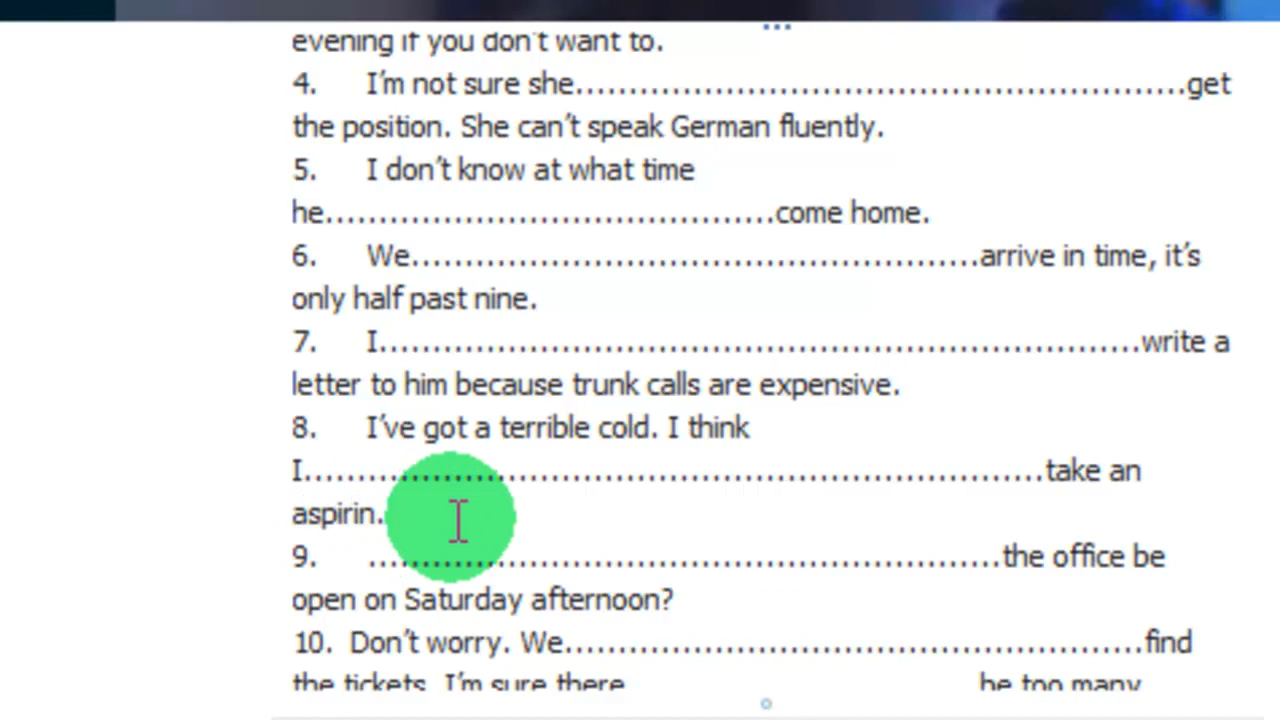 evening if you don't want to.
4. I'm not sure she.........................................................get
the position. She can't speak German fluently.
5. I don't know at what time
he..........................................come home.
6. We.....................................................arrive in time, it's
only half past nine.
7. I.......................................................................write a
letter to him because trunk calls are expensive.
8. I've got a terrible cold. I think
I.....................................................................take an
aspirin.
9. ...........................................................the office be
open on Saturday afternoon?
10. Don't worry. We......................................................find
the tickets. I'm sure there be too many